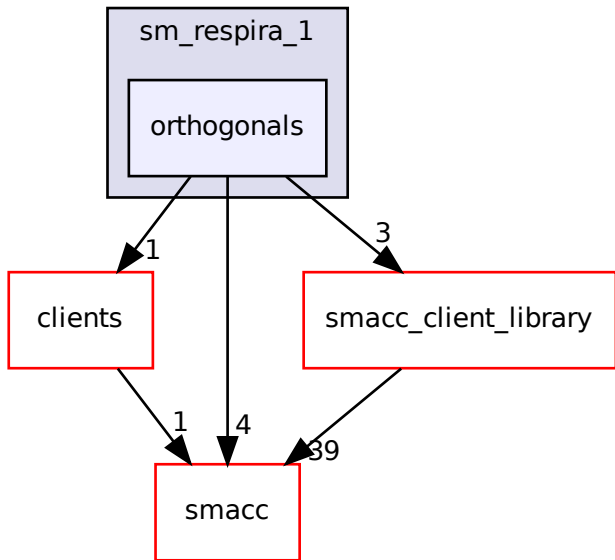 sm_respira_1
orthogonals
1
3
clients
smacc_client_library
1
4
39
smacc